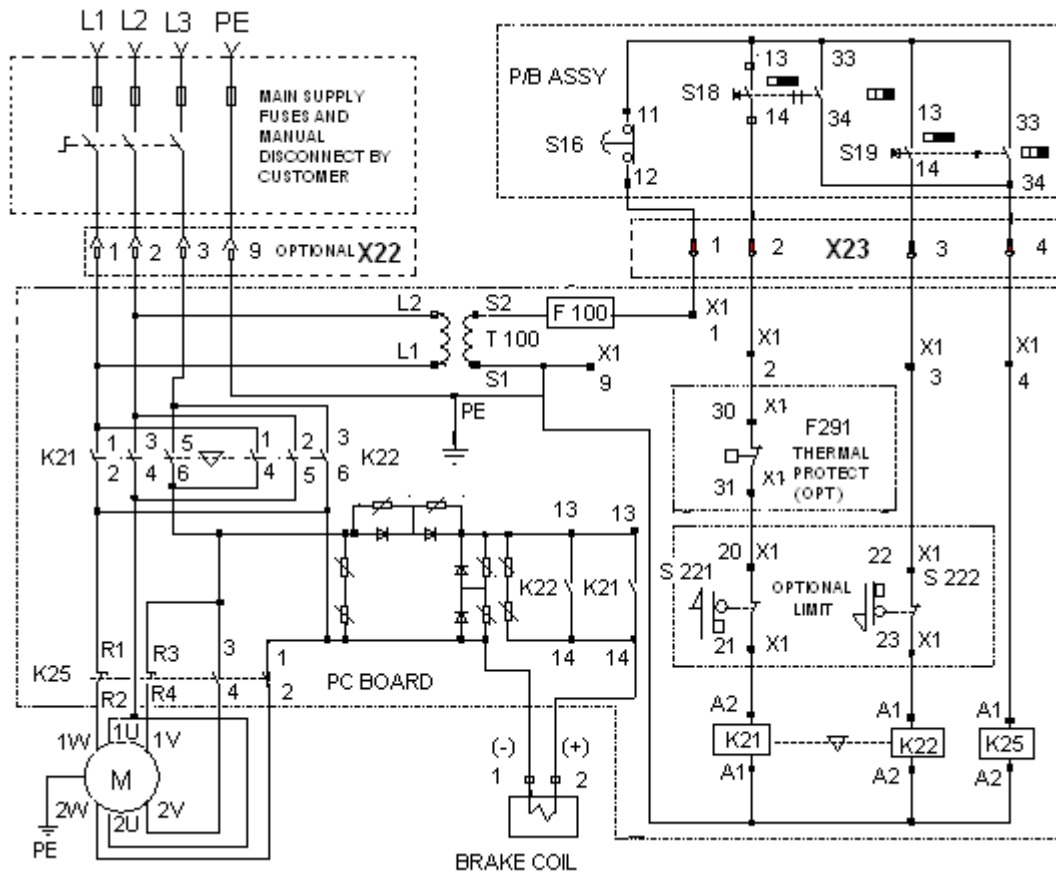 L1 L2 L3 PE
MAIN SUPPLY
FUSES AND
MANUAL
DISCONNECT BY
CUSTOMER
1 2 3 9 OPTIONAL X22
P/B ASSY
S16
11
12
S18
13
14
33
34
S19
13
14
33
34
1 2 X23 3 4
L2 S2 F 100
T 100
L1 S1
X1
1
X1
9
PE
X1
2
X1
3
X1
4
K21
1 3 5
2 4 6
1 2 3
4 5 6
K22
30 X1
F291
THERMAL
PROTECT
(OPT)
X1
31
20 X1
S 221
OPTIONAL
LIMIT
21 X1
22 X1
S 222
23 X1
13 13
K22 K21
14 14
K25
R1 R3 3 1
R2 R4 4 2
PC BOARD
1W 1U 1V
M
2W 2U 2V
PE
(-) (+)
1 2
BRAKE COIL
A2
K21
A1
A1
K22
A2
A1
K25
A2